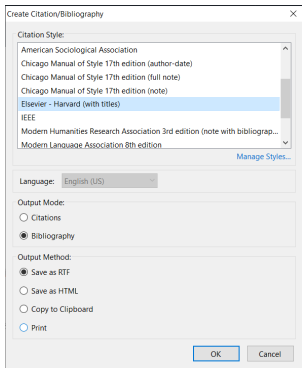 Create Citation/Bibliography
Citation Style:
American Sociological Association
Chicago Manual of Style 17th edition (author-date)
Chicago Manual of Style 17th edition (full note)
Chicago Manual of Style 17th edition (note)
Elsevier - Harvard (with titles)
IEEE
Modern Humanities Research Association 3rd edition (note with bibliograp...
Modern Language Association 8th edition
Manage Styles...
Language: English (US)
Output Mode:
Citations
Bibliography
Output Method:
Save as RTF
Save as HTML
Copy to Clipboard
Print
OK Cancel